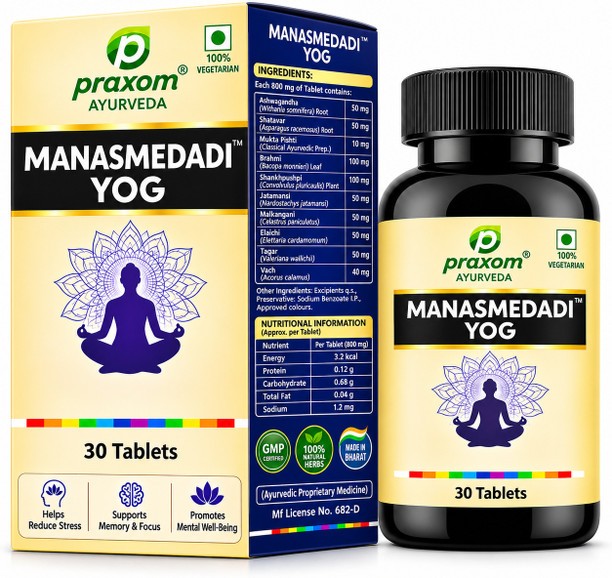 praxom®
AYURVEDA
100%
VEGETARIAN
MANASMEDADI™
YOG
30 Tablets
Helps
Reduce Stress
Supports
Memory & Focus
Promotes
Mental Well-Being
MANASMEDADI™
YOG
INGREDIENTS:
Each 800 mg of Tablet contains:
Ashwagandha
(Withania somnifera) Root 50 mg
Shatavar
(Asparagus racemosus) Root 50 mg
Mukta Pishti
(Classical Ayurvedic Prep.) 10 mg
Brahmi
(Bacopa monnieri) Leaf 100 mg
Shankhpushpi
(Convolvulus pluricaulis) Plant 100 mg
Jatamansi
(Nardostachys jatamansi) 50 mg
Malkangani
(Celastrus paniculatus) 50 mg
Elaichi
(Elettaria cardamomum) 50 mg
Tagar
(Valeriana wallichii) 50 mg
Vach
(Acorus calamus) 40 mg
Other Ingredients: Excipients q.s.,
Preservative: Sodium Benzoate I.P.,
Approved colours.
NUTRITIONAL INFORMATION
(Approx. per Tablet)
Nutrient Per Tablet (800 mg)
Energy 3.2 kcal
Protein 0.12 g
Carbohydrate 0.68 g
Total Fat 0.04 g
Sodium 1.2 mg
GMP
CERTIFIED
100%
NATURAL
HERBS
MADE IN
BHARAT
(Ayurvedic Proprietary Medicine)
Mf License No. 682-D
praxom®
AYURVEDA
100%
VEGETARIAN
MANASMEDADI™
YOG
30 Tablets